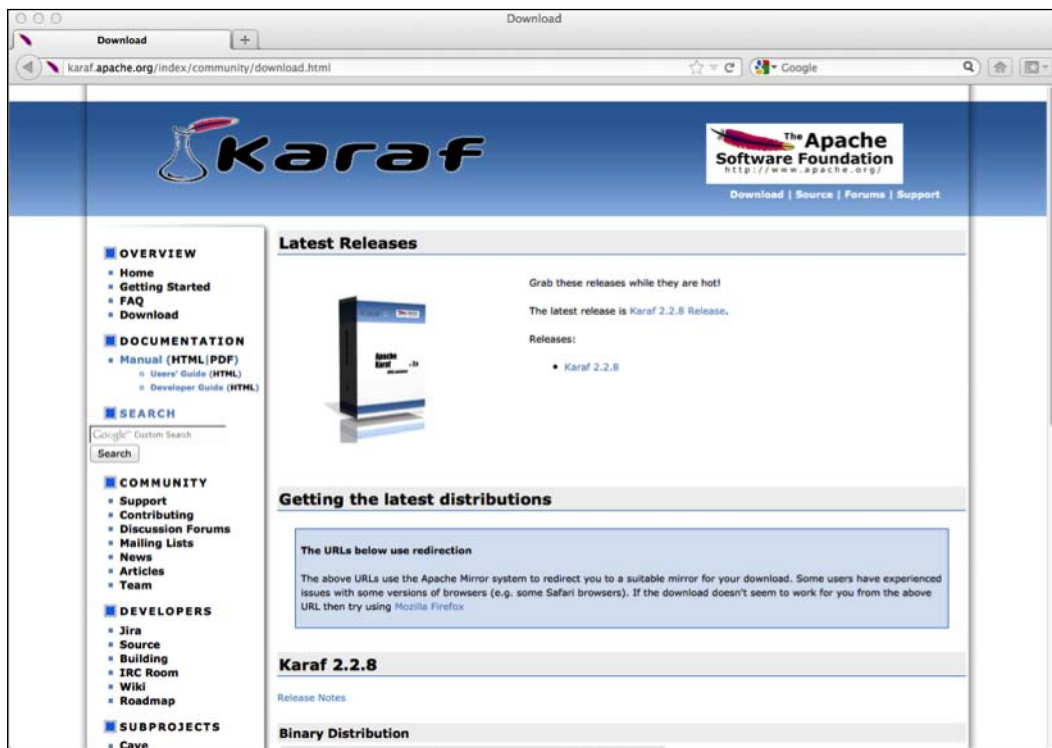 Download
Download
karaf.apache.org/index/community/download.html
Google
Karaf
The Apache
Software Foundation
http://www.apache.org/
Download | Source | Forums | Support
OVERVIEW
Home
Getting Started
FAQ
Download
DOCUMENTATION
Manual (HTML|PDF)
Users' Guide (HTML)
Developer Guide (HTML)
SEARCH
Google™ Custom Search
Search
COMMUNITY
Support
Contributing
Discussion Forums
Mailing Lists
News
Articles
Team
DEVELOPERS
Jira
Source
Building
IRC Room
Wiki
Roadmap
SUBPROJECTS
Cave
Latest Releases
Apache
Karaf
Grab these releases while they are hot!
The latest release is Karaf 2.2.8 Release.
Releases:
Karaf 2.2.8
Getting the latest distributions
The URLs below use redirection
The above URLs use the Apache Mirror system to redirect you to a suitable mirror for your download. Some users have experienced
issues with some versions of browsers (e.g. some Safari browsers). If the download doesn't seem to work for you from the above
URL then try using Mozilla Firefox
Karaf 2.2.8
Release Notes
Binary Distribution